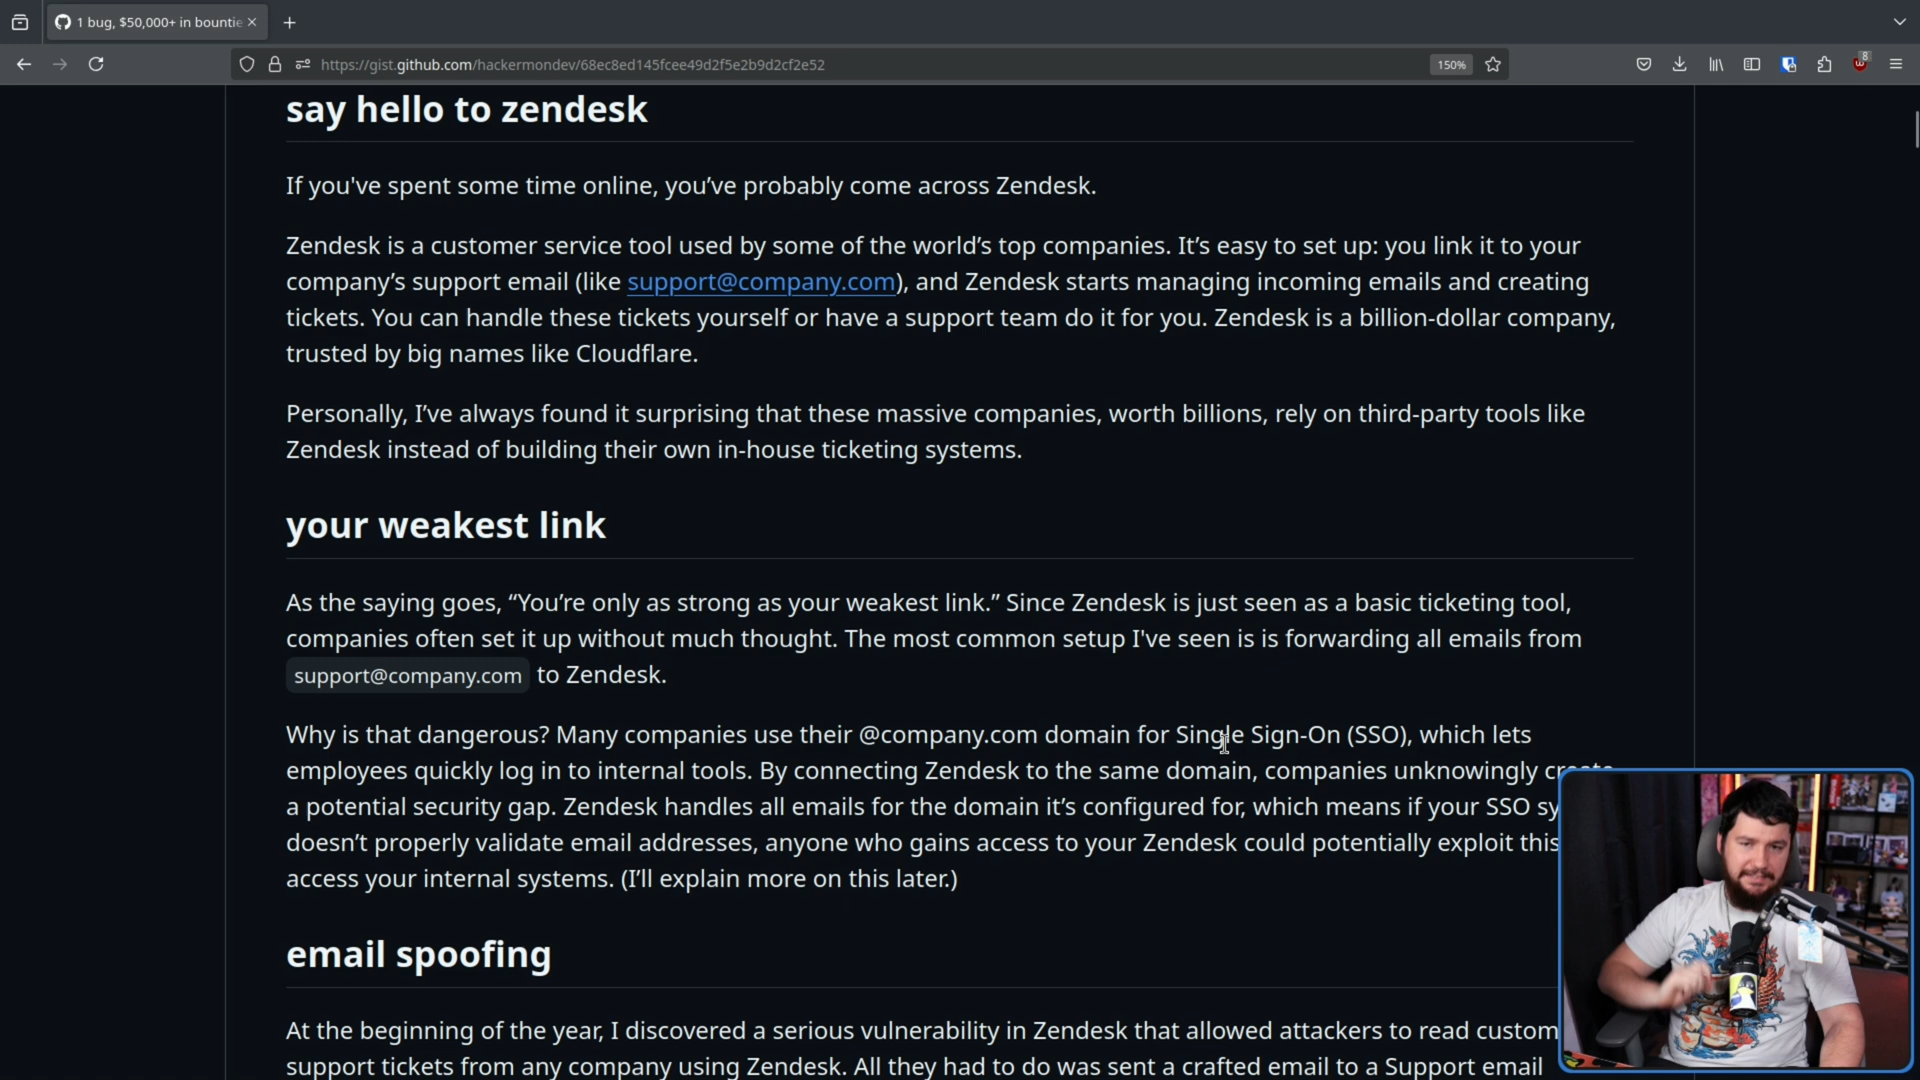 1 bug, $50,000+ in bountie
https://gist.github.com/hackermondev/68ec8ed145fcee49d2f5e2b9d2cf2e52
150%
8
say hello to zendesk
If you've spent some time online, you’ve probably come across Zendesk.
Zendesk is a customer service tool used by some of the world’s top companies. It’s easy to set up: you link it to your
company’s support email (like support@company.com), and Zendesk starts managing incoming emails and creating
tickets. You can handle these tickets yourself or have a support team do it for you. Zendesk is a billion-dollar company,
trusted by big names like Cloudflare.
Personally, I’ve always found it surprising that these massive companies, worth billions, rely on third-party tools like
Zendesk instead of building their own in-house ticketing systems.
your weakest link
As the saying goes, “You’re only as strong as your weakest link.” Since Zendesk is just seen as a basic ticketing tool,
companies often set it up without much thought. The most common setup I've seen is is forwarding all emails from
support@company.com to Zendesk.
Why is that dangerous? Many companies use their @company.com domain for Single Sign-On (SSO), which lets
employees quickly log in to internal tools. By connecting Zendesk to the same domain, companies unknowingly create
a potential security gap. Zendesk handles all emails for the domain it’s configured for, which means if your SSO sy
doesn’t properly validate email addresses, anyone who gains access to your Zendesk could potentially exploit this
access your internal systems. (I’ll explain more on this later.)
email spoofing
At the beginning of the year, I discovered a serious vulnerability in Zendesk that allowed attackers to read custom
support tickets from any company using Zendesk. All they had to do was sent a crafted email to a Support email